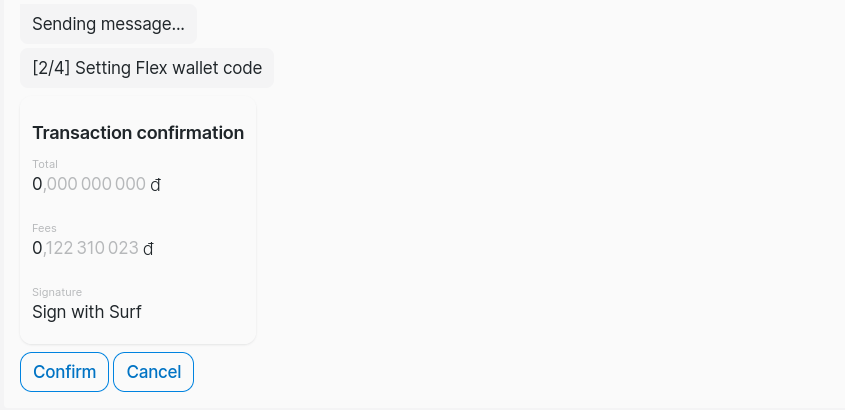 Sending message...
[2/4] Setting Flex wallet code
Transaction confirmation
Total
0,000 000 000 đ
Fees
0,122 310 023 đ
Signature
Sign with Surf
Confirm Cancel